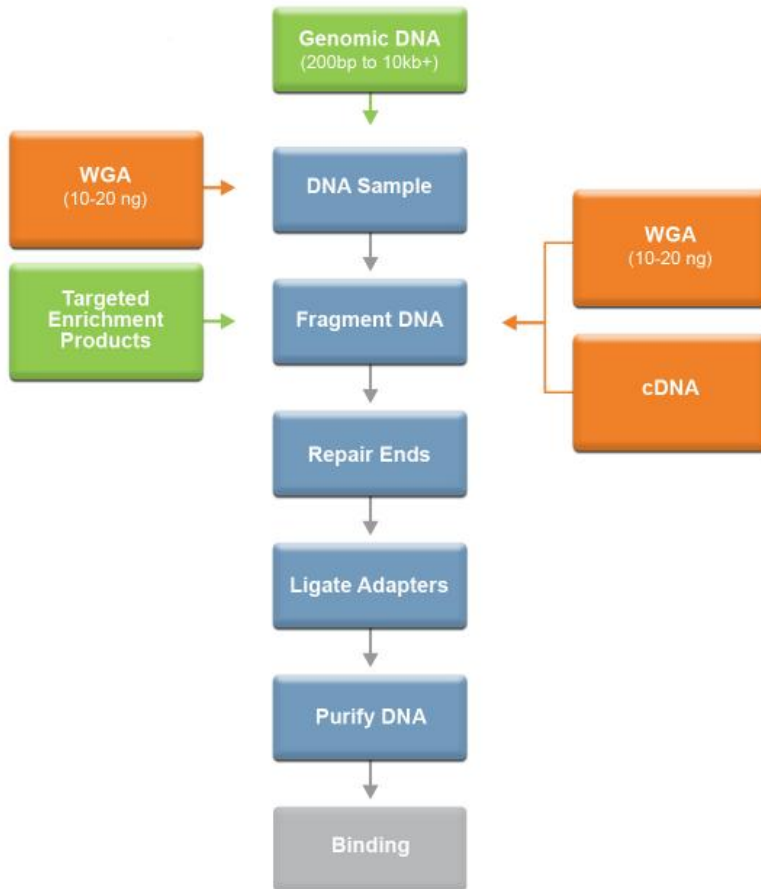 Genomic DNA
(200bp to 10kb+)
WGA
(10-20 ng)
DNA Sample
WGA
(10-20 ng)
Targeted
Enrichment
Products
Fragment DNA
cDNA
Repair Ends
Ligate Adapters
Purify DNA
Binding